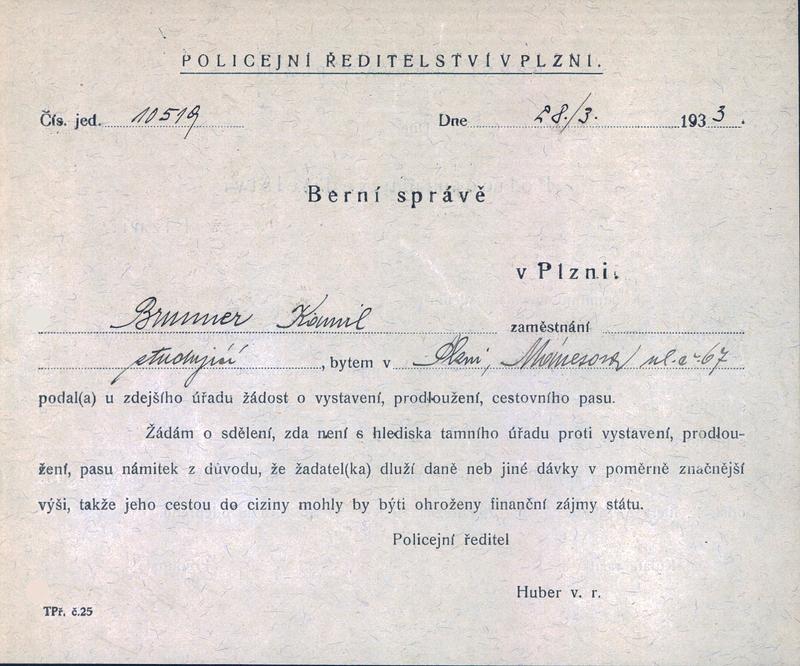 POLICEJNÍ ŘEDITELSTVÍ V PLZNI.
Čís. jed. 10519 Dne 28./3. 1933.
Berní správě
v Plzni.
Brunner Kamil zaměstnání
studující, bytem v Plzni, Mánesova ul. č. 67
podal(a) u zdejšího úřadu žádost o vystavení, prodloužení, cestovního pasu.
Žádám o sdělení, zda není s hlediska tamního úřadu proti vystavení, prodlou-
žení, pasu námitek z důvodu, že žadatel(ka) dluží daně neb jiné dávky v poměrně značnější
výši, takže jeho cestou do ciziny mohly by býti ohroženy finanční zájmy státu.
Policejní ředitel
Huber v. r.
TPř. č.25